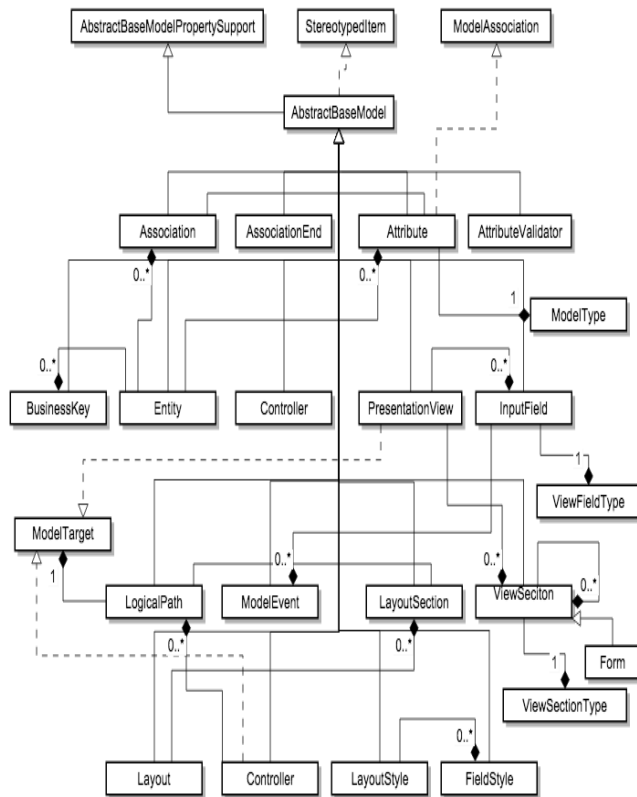 AbstractBaseModelPropertySupport
StereotypedItem
ModelAssociation
AbstractBaseModel
Association
AssociationEnd
Attribute
AttributeValidator
0..*
0..*
1
ModelType
0..*
0..*
BusinessKey
Entity
Controller
PresentationView
InputField
1
ViewFieldType
ModelTarget
1
0..*
0..*
0..*
LogicalPath
ModelEvent
LayoutSection
ViewSeciton
0..*
0..*
1
Form
ViewSectionType
0..*
Layout
Controller
LayoutStyle
FieldStyle